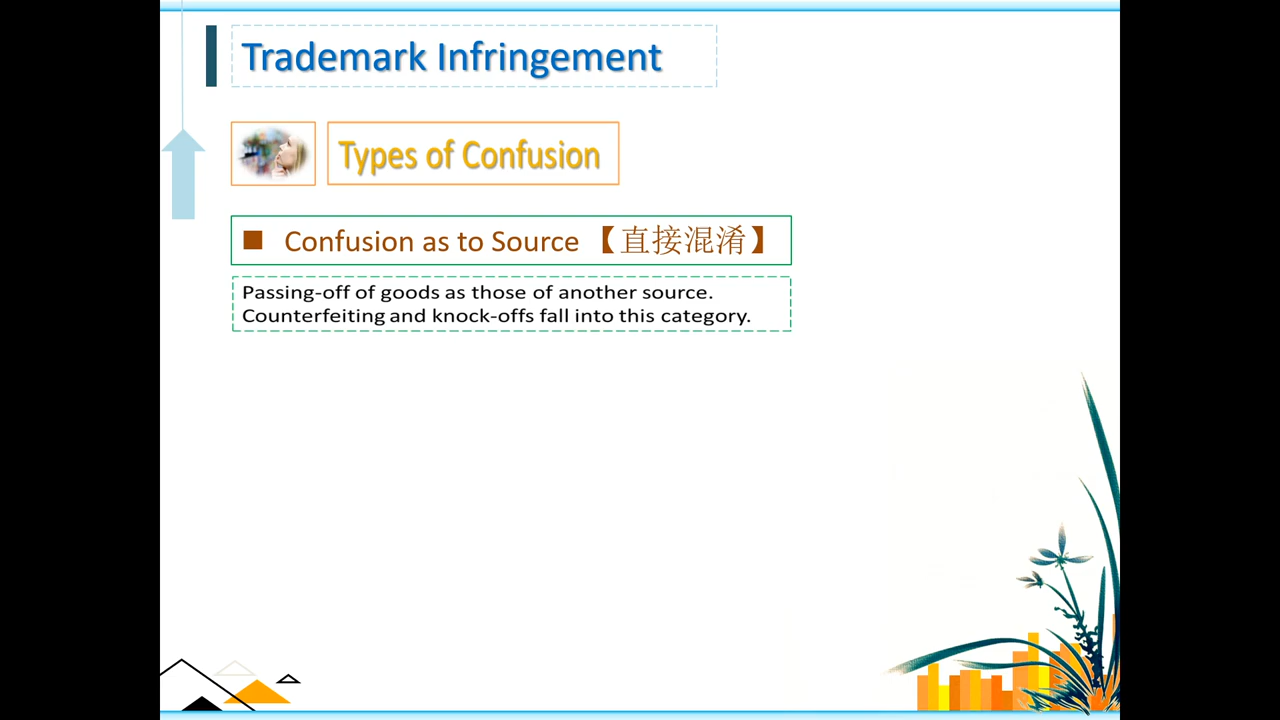 Trademark Infringement
Types of Confusion
■ Confusion as to Source 【直接混淆】
Passing-off of goods as those of another source.
Counterfeiting and knock-offs fall into this category.